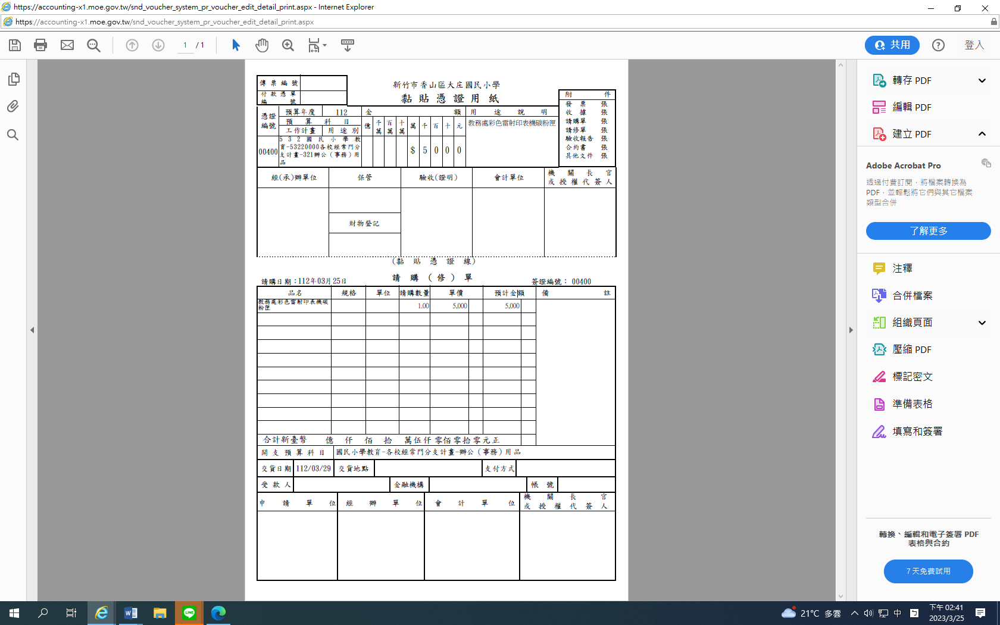 https://accounting-x1.moe.gov.tw/snd_voucher_system_pr_voucher_edit_detail_print.aspx - Internet Explorer
https://accounting-x1.moe.gov.tw/snd_voucher_system_pr_voucher_edit_detail_print.aspx
1 / 1
共用
登入
傳票編號
付款憑單編號
新竹市香山區大庄國民小學
黏貼憑證用紙
附件
發票 張
收據 張
請購單 張
請修單 張
驗收報告 張
合約書 張
其他文件 張
憑證編號
預算年度 112
金額
用途說明
預算科目
億 千萬 百萬 十萬 萬 千 百 十 元
教務處彩色雷射印表機碳粉匣
工作計畫 用途別
00400
532國民小學教
育-53220000各校經常門分
支計畫-321辦公（事務）用
品
$ 5 0 0 0
經(承)辦單位 保管 驗收(證明) 會計單位 機關長官
或授權代簽人
財物登記
(黏貼憑證線)
請購（修）單
請購日期：112年03月25日
簽證編號： 00400
品名 規格 單位 請購數量 單價 預計金額 備註
教務處彩色雷射印表機碳
粉匣
1.00 5,000 5,000
合計新臺幣 億 仟 佰 拾 萬伍仟零佰零拾零元正
開支預算科目 國民小學教育-各校經常門分支計畫-辦公（事務）用品
交貨日期 112/03/29 交貨地點 支付方式
受款人 金融機構 帳號
申請單位 經辦單位 會計單位 機關長官
或授權代簽人
轉存 PDF
編輯 PDF
建立 PDF
Adobe Acrobat Pro
透過付費訂閱，將檔案轉換為
PDF，並輕鬆將它們與其它檔案
類型合併
了解更多
注釋
合併檔案
組織頁面
壓縮 PDF
標記密文
準備表格
填寫和簽署
轉換、編輯和電子簽署 PDF
表格與合約
7 天免費試用
LINE
21°C 多雲
中
ㄅ
下午 02:41
2023/3/25